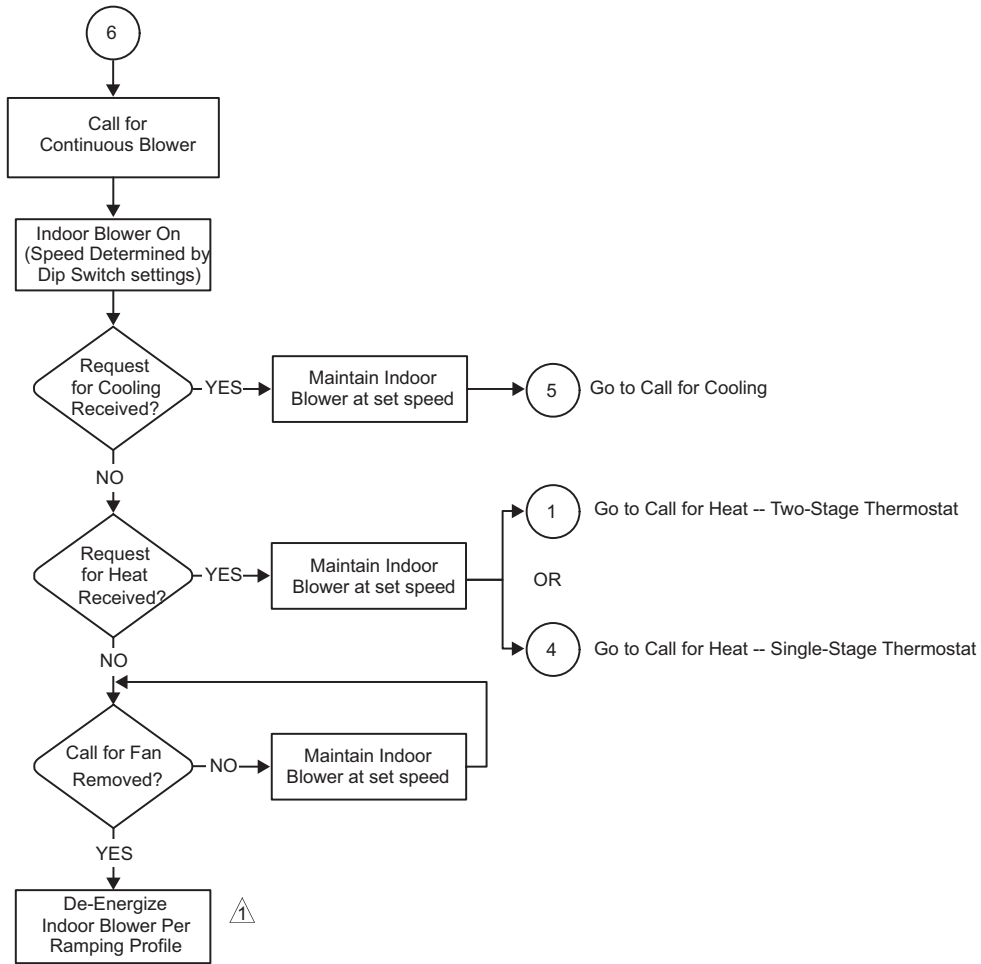 6
Call for
Continuous Blower
Indoor Blower On
(Speed Determined by
Dip Switch settings)
Request
for Cooling
Received?
YES
Maintain Indoor
Blower at set speed
5
Go to Call for Cooling
NO
Request
for Heat
Received?
YES
Maintain Indoor
Blower at set speed
1
Go to Call for Heat -- Two-Stage Thermostat
OR
4
Go to Call for Heat -- Single-Stage Thermostat
NO
Call for Fan
Removed?
NO
Maintain Indoor
Blower at set speed
YES
De-Energize
Indoor Blower Per
Ramping Profile
1